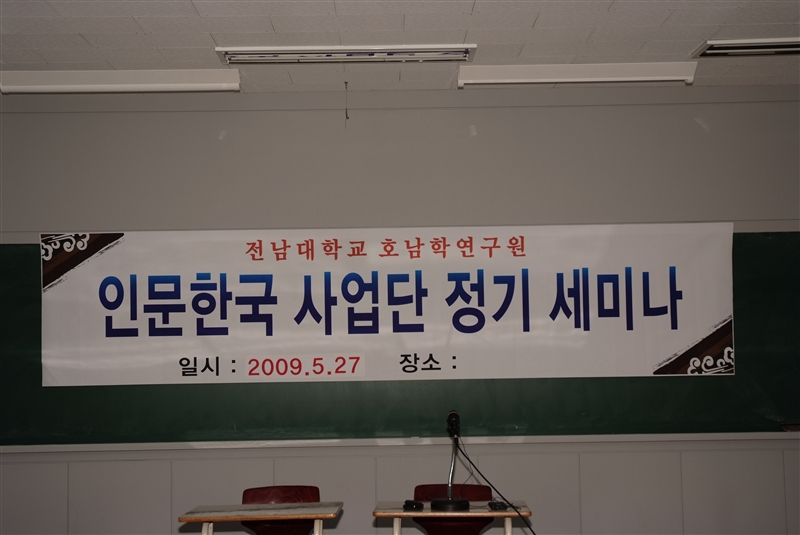 전남대학교 호남학연구원
인문한국 사업단 정기 세미나
일시 : 2009.5.27 장소 :